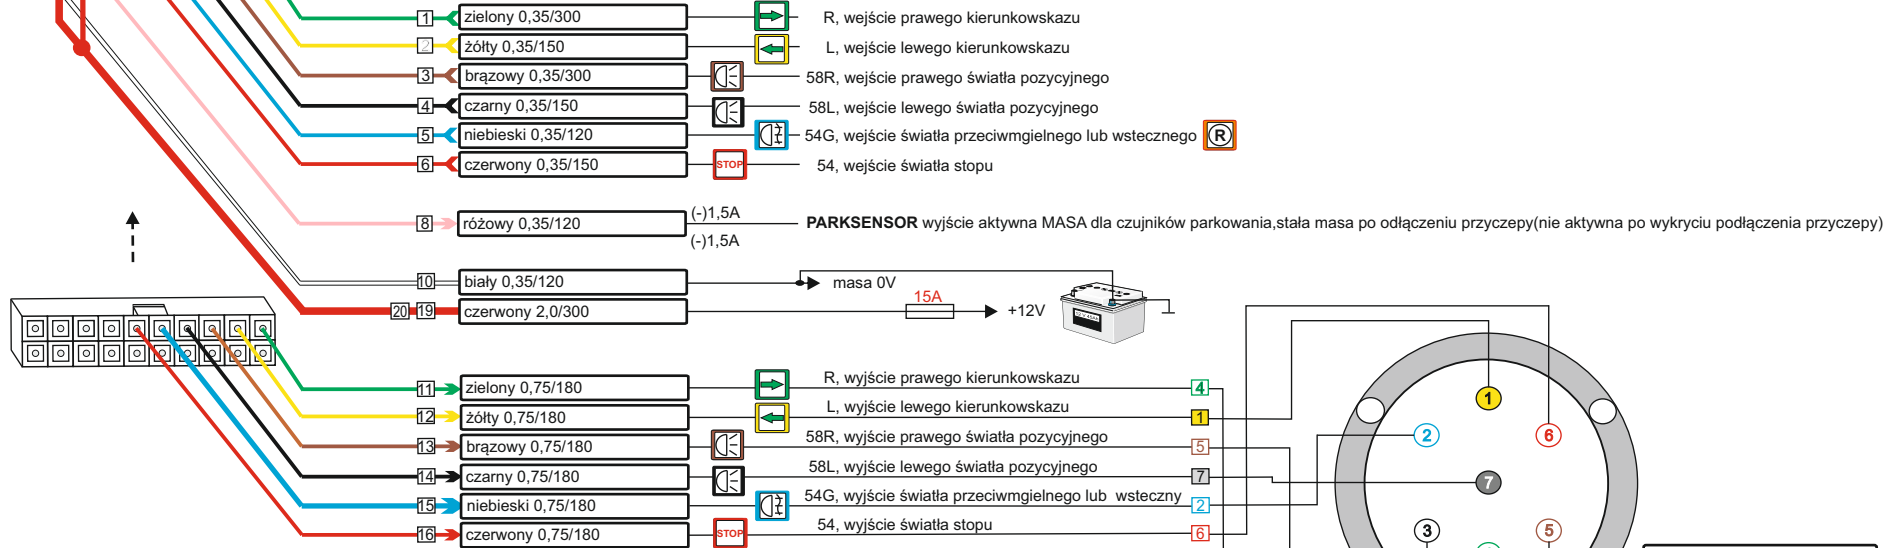 1 zielony 0,35/300 R, wejście prawego kierunkowskazu
2 żółty 0,35/150 L, wejście lewego kierunkowskazu
3 brązowy 0,35/300 58R, wejście prawego światła pozycyjnego
4 czarny 0,35/150 58L, wejście lewego światła pozycyjnego
5 niebieski 0,35/120 54G, wejście światła przeciwmgielnego lub wstecznego R
6 czerwony 0,35/150 STOP 54, wejście światła stopu
(-)1,5A
8 różowy 0,35/120 PARKSENSOR wyjście aktywna MASA dla czujników parkowania,stała masa po odłączeniu przyczepy(nie aktywna po wykryciu podłączenia przyczepy)
(-)1,5A
10 biały 0,35/120 masa 0V
20 19 czerwony 2,0/300 15A +12V
11 zielony 0,75/180 R, wyjście prawego kierunkowskazu 4
12 żółty 0,75/180 L, wyjście lewego kierunkowskazu 1
13 brązowy 0,75/180 58R, wyjście prawego światła pozycyjnego 5
14 czarny 0,75/180 58L, wyjście lewego światła pozycyjnego 7
15 niebieski 0,75/180 54G, wyjście światła przeciwmgielnego lub wsteczny 2
16 czerwony 0,75/180 STOP 54, wyjście światła stopu 6
1
2 6
7
3 5